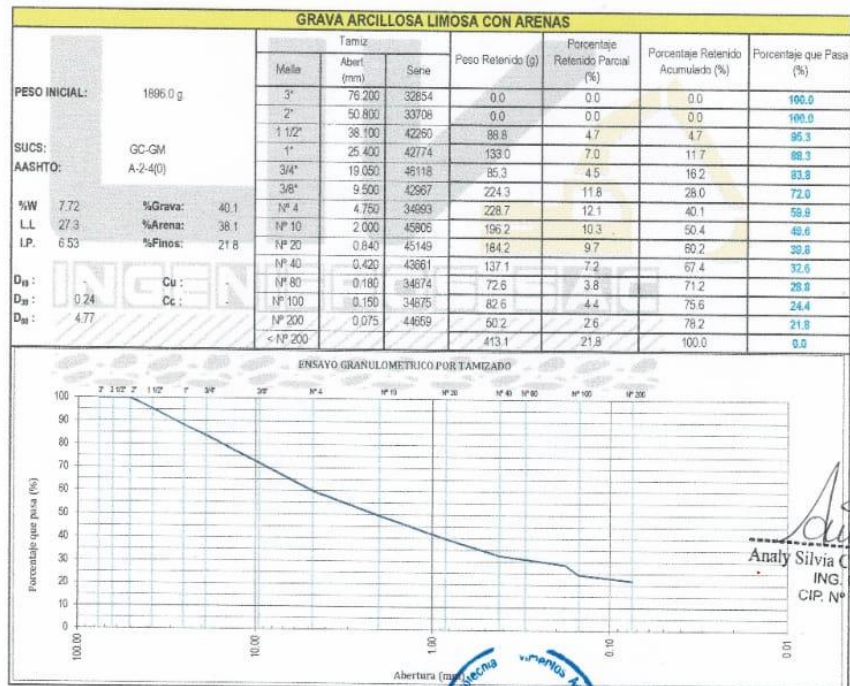 GRAVA ARCILLOSA LIMOSA CON ARENAS
PESO INICIAL: 1896.0 g.
SUCS: GC-GM
AASHTO: A-2-4(0)
%W 7.72 %Grava: 40.1
L.L 27.3 %Arena: 38.1
I.P. 6.53 %Finos: 21.8
D₁₀ : - Cu : -
D₃₀ : 0.24 Cc : -
D₆₀ : 4.77
Tamiz Peso Retenido (g) Porcentaje Retenido Parcial (%) Porcentaje Retenido Acumulado (%) Porcentaje que Pasa (%)
Malla Abert. (mm) Serie
3" 76.200 32854 0.0 0.0 0.0 100.0
2" 50.800 33708 0.0 0.0 0.0 100.0
1 1/2" 38.100 42260 88.8 4.7 4.7 95.3
1" 25.400 42774 133.0 7.0 11.7 88.3
3/4" 19.050 45118 85.3 4.5 16.2 83.8
3/8" 9.500 42967 224.3 11.8 28.0 72.0
Nº 4 4.750 34993 228.7 12.1 40.1 59.9
Nº 10 2.000 45806 196.2 10.3 50.4 49.6
Nº 20 0.840 45149 184.2 9.7 60.2 39.8
Nº 40 0.420 43661 137.1 7.2 67.4 32.6
Nº 80 0.180 34874 72.6 3.8 71.2 28.8
Nº 100 0.150 34875 82.6 4.4 75.6 24.4
Nº 200 0.075 44659 50.2 2.6 78.2 21.8
< Nº 200 413.1 21.8 100.0 0.0
INGENIEROS SAC
ENSAYO GRANULOMETRICO POR TAMIZADO
3" 2 1/2" 2" 1 1/2" 1" 3/4" 3/8" Nº 4 Nº 10 Nº 20 Nº 40 Nº 80 Nº 100 Nº 200
100
90
80
70
60
50
40
30
20
10
0
Porcentaje que pasa (%)
100.00 10.00 1.00 0.10 0.01
Abertura (mm)
Analy Silvia C
ING.
CIP. Nº